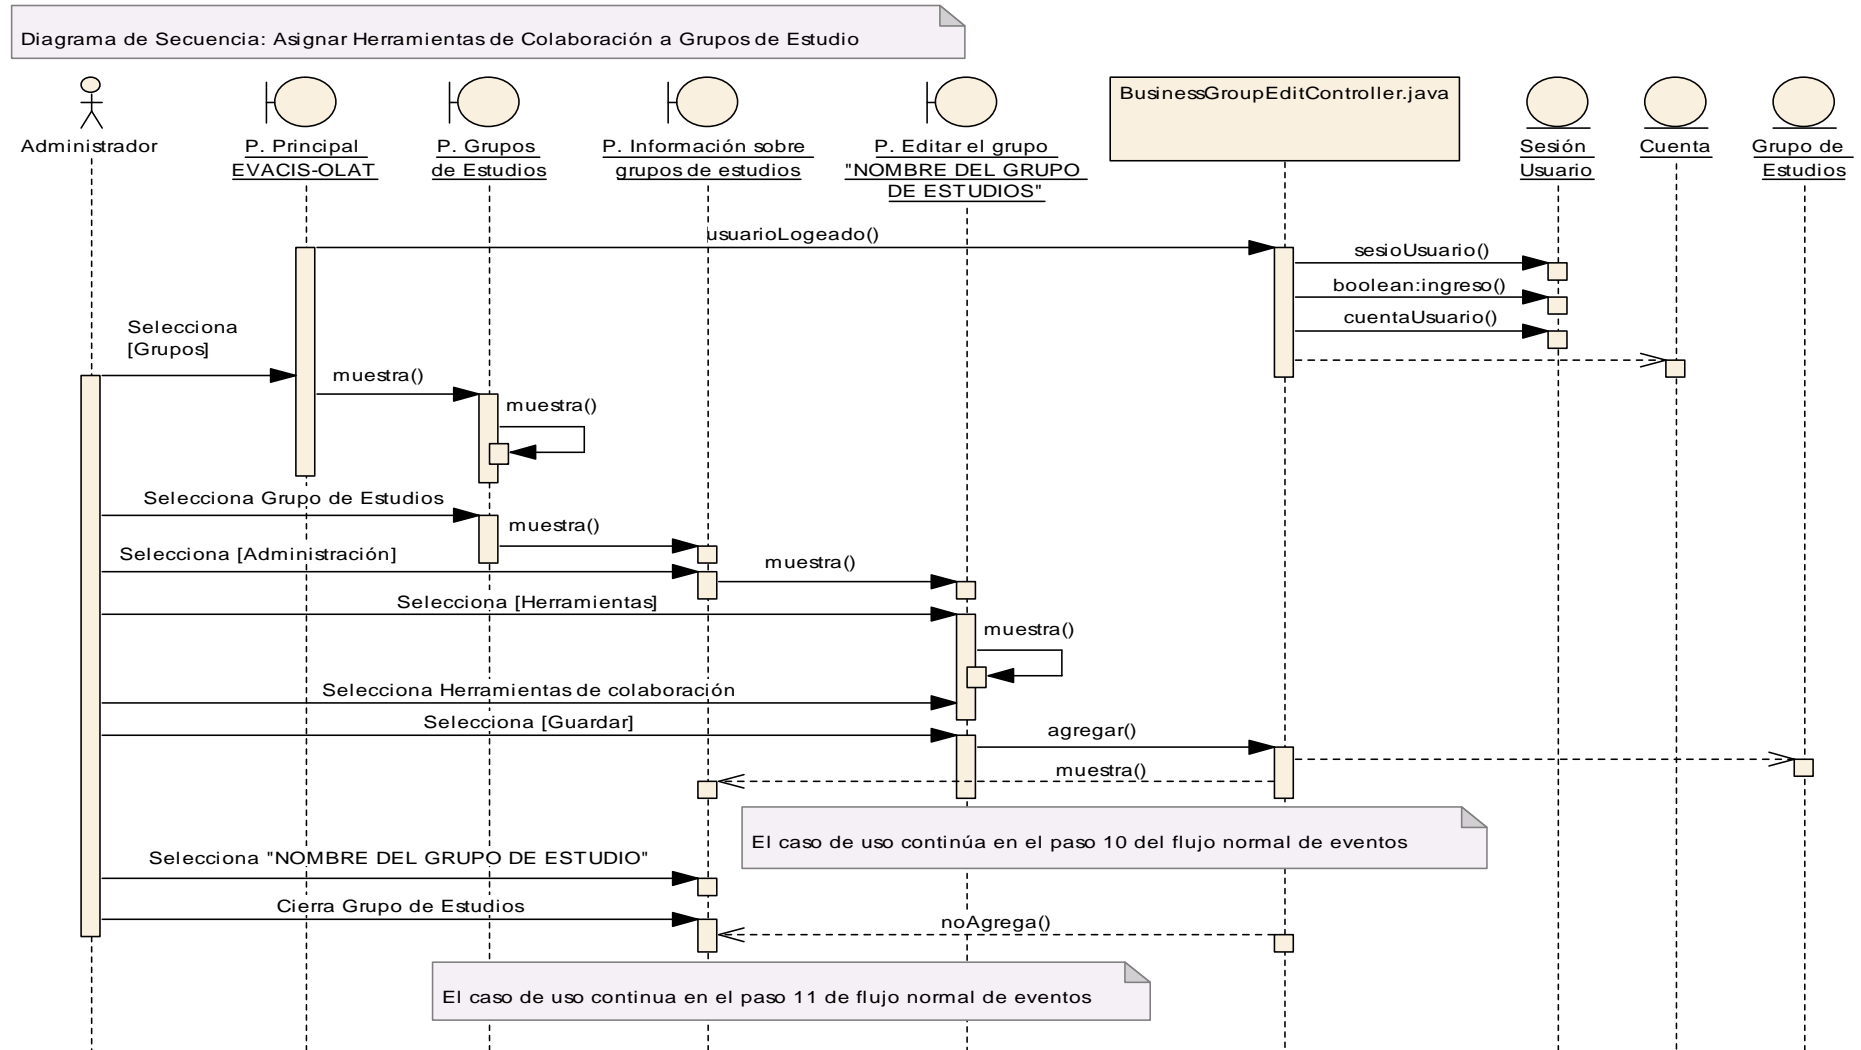 Diagrama de Secuencia: Asignar Herramientas de Colaboración a Grupos de Estudio
Administrador
P. Principal
EVACIS-OLAT
P. Grupos
de Estudios
P. Información sobre
grupos de estudios
P. Editar el grupo
"NOMBRE DEL GRUPO
DE ESTUDIOS"
BusinessGroupEditController.java
Sesión
Usuario
Cuenta
Grupo de
Estudios
usuarioLogeado()
sesioUsuario()
boolean:ingreso()
cuentaUsuario()
Selecciona
[Grupos]
muestra()
muestra()
Selecciona Grupo de Estudios
muestra()
Selecciona [Administración]
muestra()
Selecciona [Herramientas]
muestra()
Selecciona Herramientas de colaboración
Selecciona [Guardar]
agregar()
muestra()
El caso de uso continúa en el paso 10 del flujo normal de eventos
Selecciona "NOMBRE DEL GRUPO DE ESTUDIO"
Cierra Grupo de Estudios
noAgrega()
El caso de uso continua en el paso 11 de flujo normal de eventos